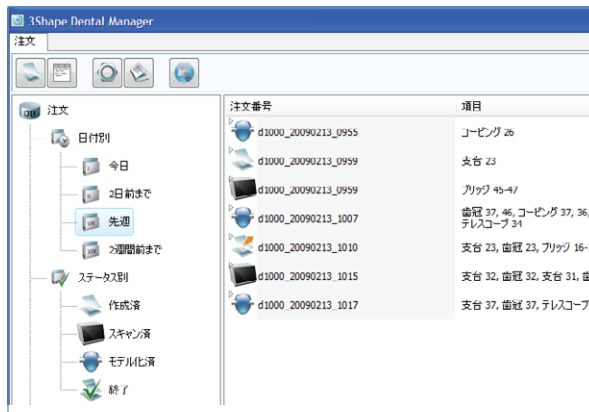 3Shape Dental Manager
注文
注文
日付別
今日
2日前まで
先週
2週間前まで
ステータス別
作成済
スキャン済
モデル化済
終了
注文番号 項目
d1000_20090213_0955 コーピング 26
d1000_20090213_0959 支台 23
d1000_20090213_0959 ブリッジ 45-47
d1000_20090213_1007 歯冠 37, 46, コーピング 37, 36,
テレスコープ 34
d1000_20090213_1010 支台 23, 歯冠 23, ブリッジ 16-
d1000_20090213_1015 支台 32, 歯冠 32, 支台 31,
d1000_20090213_1017 支台 37, 歯冠 37, テレスコープ